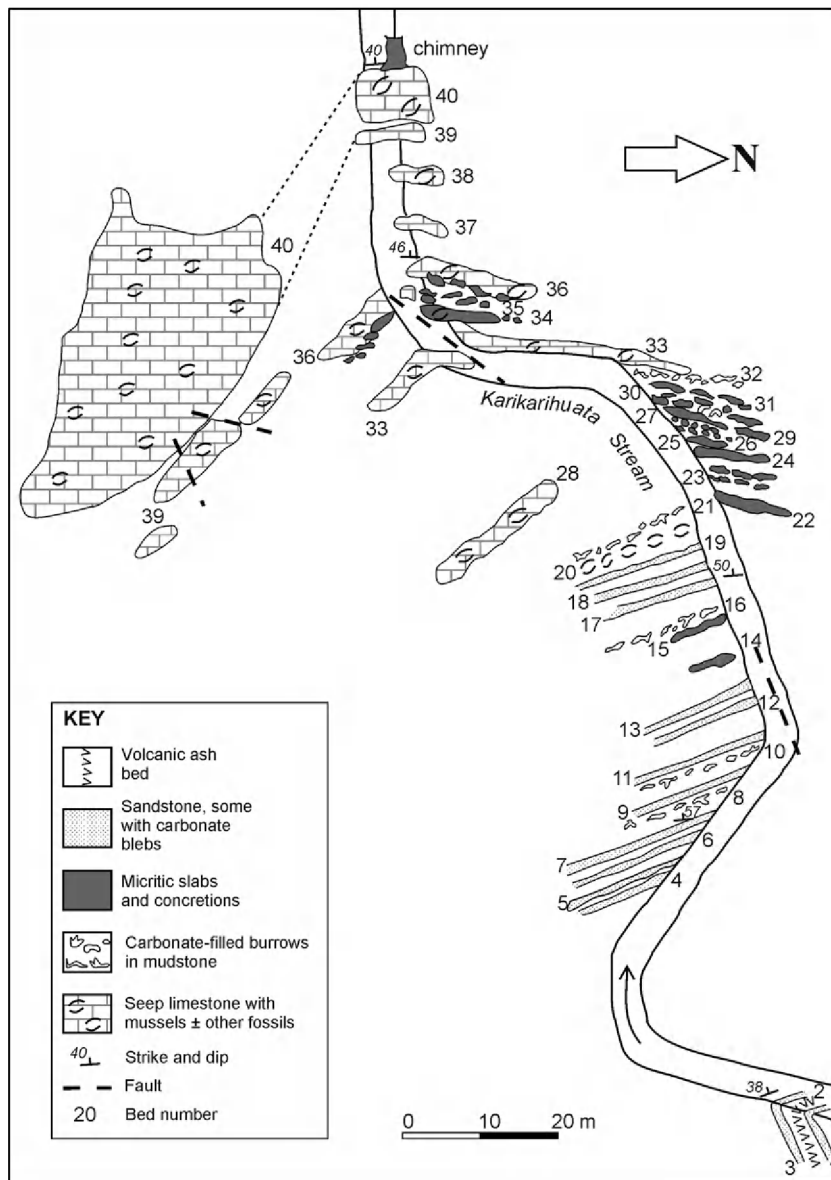 40
chimney
40
39
N
38
37
40
46
36
35
34
36
33
32
30
31
27
33
Karikarihuata
Stream
29
25
26
24
23
28
21
22
19
20
50
18
17
16
15
14
12
13
10
11
8
9
57
6
7
4
5
39
KEY
Volcanic ash
bed
Sandstone, some
with carbonate
blebs
Micritic slabs
and concretions
Carbonate-filled burrows
in mudstone
Seep limestone with
mussels ± other fossils
40
Strike and dip
Fault
20
Bed number
0
10
20 m
38
2
3